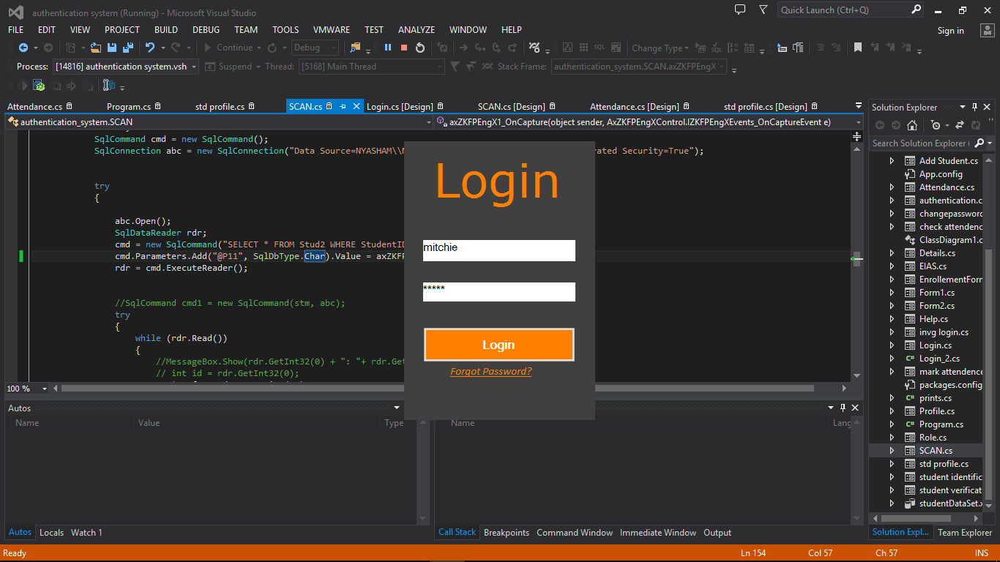 authentication system (Running) - Microsoft Visual Studio
Quick Launch (Ctrl+Q)
FILE EDIT VIEW PROJECT BUILD DEBUG TEAM TOOLS VMWARE TEST ANALYZE WINDOW HELP
Sign in
Continue Debug SQL Change Type
Process: [14816] authentication system.vsh Suspend Thread: [5168] Main Thread Stack Frame: authentication_system.SCAN.axZKFPEngX
Attendance.cs Program.cs std profile.cs SCAN.cs Login.cs [Design] SCAN.cs [Design] Attendance.cs [Design] std profile.cs [Design]
authentication_system.SCAN axZKFPEngX1_OnCapture(object sender, AxZKFPEngXControl.IZKFPEngXEvents_OnCaptureEvent e)
SqlCommand cmd = new SqlCommand();
SqlConnection abc = new SqlConnection("Data Source=NYASHAM\\ rated Security=True");
try
{
abc.Open();
SqlDataReader rdr;
cmd = new SqlCommand("SELECT * FROM Stud2 WHERE StudentID
cmd.Parameters.Add("@P11", SqlDbType.Char).Value = axZKFP
rdr = cmd.ExecuteReader();
//SqlCommand cmd1 = new SqlCommand(stm, abc);
try
{
while (rdr.Read())
{
//MessageBox.Show(rdr.GetInt32(0) + ": "+ rdr.Get
// int id = rdr.GetInt32(0);
100 %
Login
mitchie
*****
Login
Forgot Password?
Autos
Name Value Type
Name Lang
Autos Locals Watch 1
Call Stack Breakpoints Command Window Immediate Window Output
Solution Explorer
Search Solution Explorer (
Add Student.cs
App.config
Attendance.cs
authentication.c
changepassword
check attendenc
ClassDiagram1.c
Details.cs
EIAS.cs
EnrollementForm
Form1.cs
Form2.cs
Help.cs
invg login.cs
Login.cs
C# Login_2.cs
mark attendence
packages.config
C# prints.cs
Profile.cs
C# Program.cs
Role.cs
SCAN.cs
std profile.cs
student identific
student verificat
studentDataSet.x
Solution Expl... Team Explorer
Ready Ln 154 Col 57 Ch 57 INS